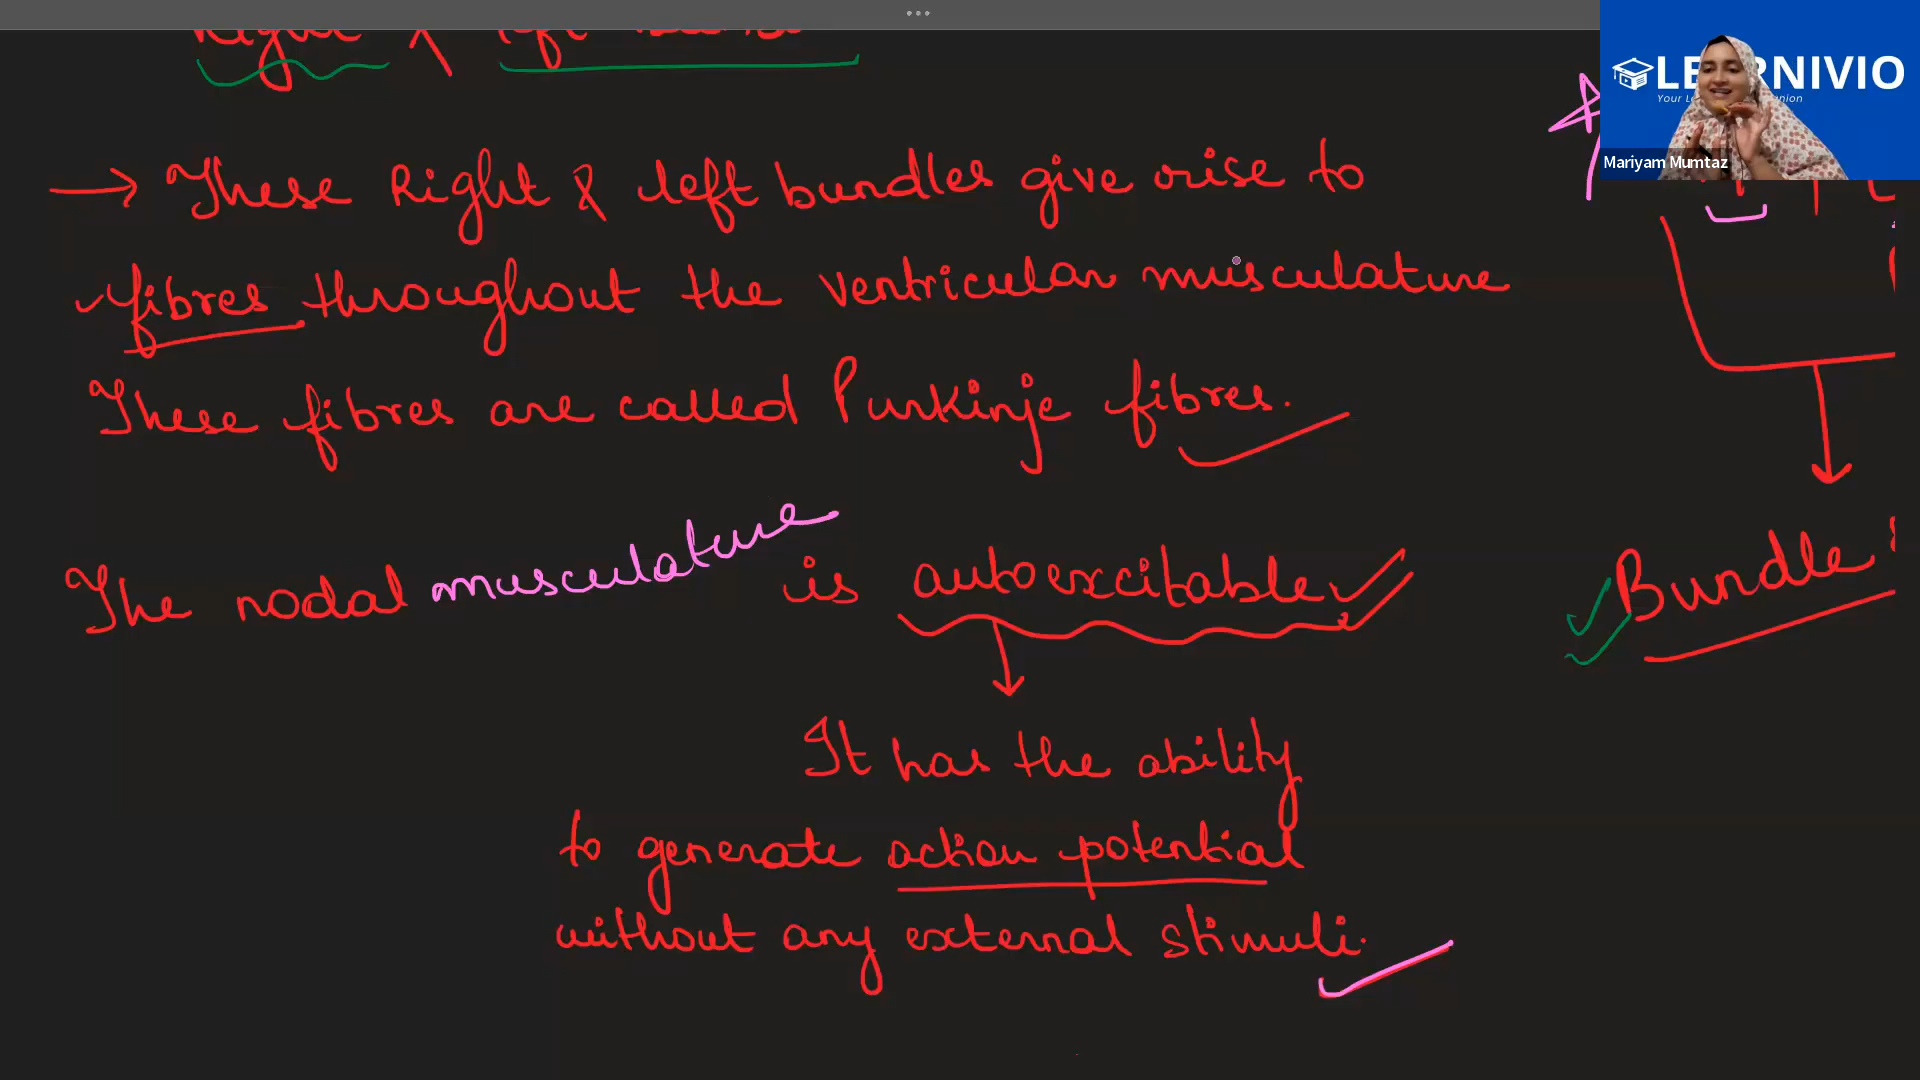 Right & left
→ These Right & left bundles give rise to
fibres throughout the ventricular musculature
These fibres are called Purkinje fibres.
The nodal musculature is autoexcitable
It has the ability
to generate action potential
without any external stimuli.
Bundle
LEARNIVIO
Mariyam Mumtaz